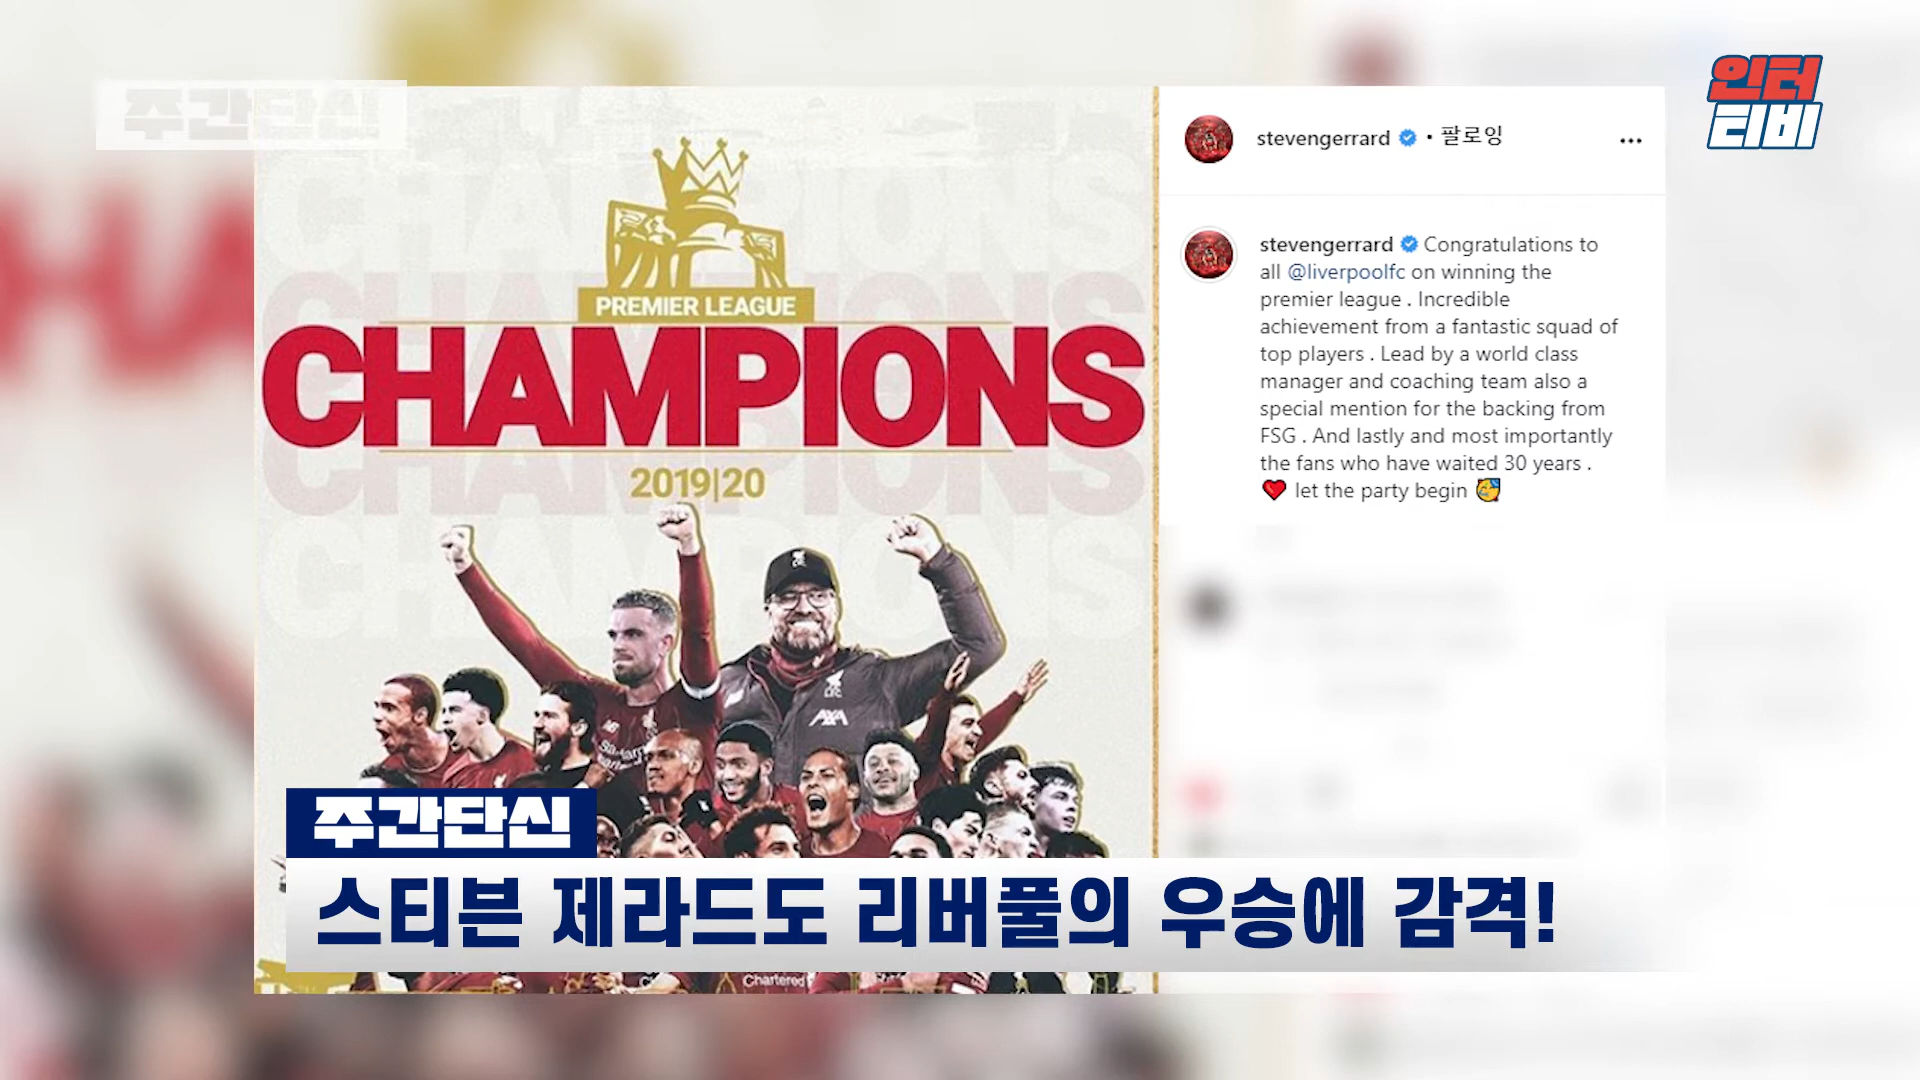 주간단신
인터
티비
PREMIER LEAGUE
CHAMPIONS
2019|20
AXA
Chartered
stevengerrard • 팔로잉
stevengerrard Congratulations to
all @liverpoolfc on winning the
premier league . Incredible
achievement from a fantastic squad of
top players . Lead by a world class
manager and coaching team also a
special mention for the backing from
FSG . And lastly and most importantly
the fans who have waited 30 years .
❤️ let the party begin 🥳
주간단신
스티븐 제라드도 리버풀의 우승에 감격!